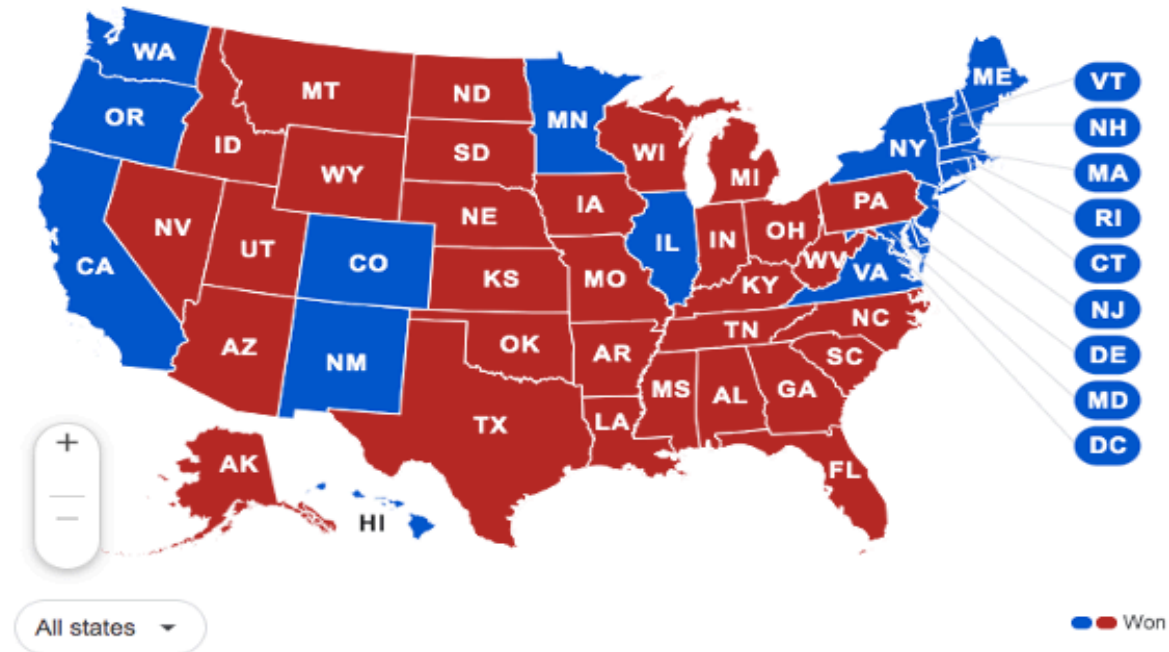 WA
ME
VT
MT
ND
OR
MN
NH
ID
SD
WI
NY
MA
WY
MI
RI
NV
NE
IA
PA
UT
CO
IL
IN
OH
CT
CA
KS
MO
WV
VA
KY
NJ
AZ
NM
OK
AR
TN
NC
SC
DE
MS
AL
GA
MD
TX
LA
DC
+
AK
FL
HI
−
All states
Won